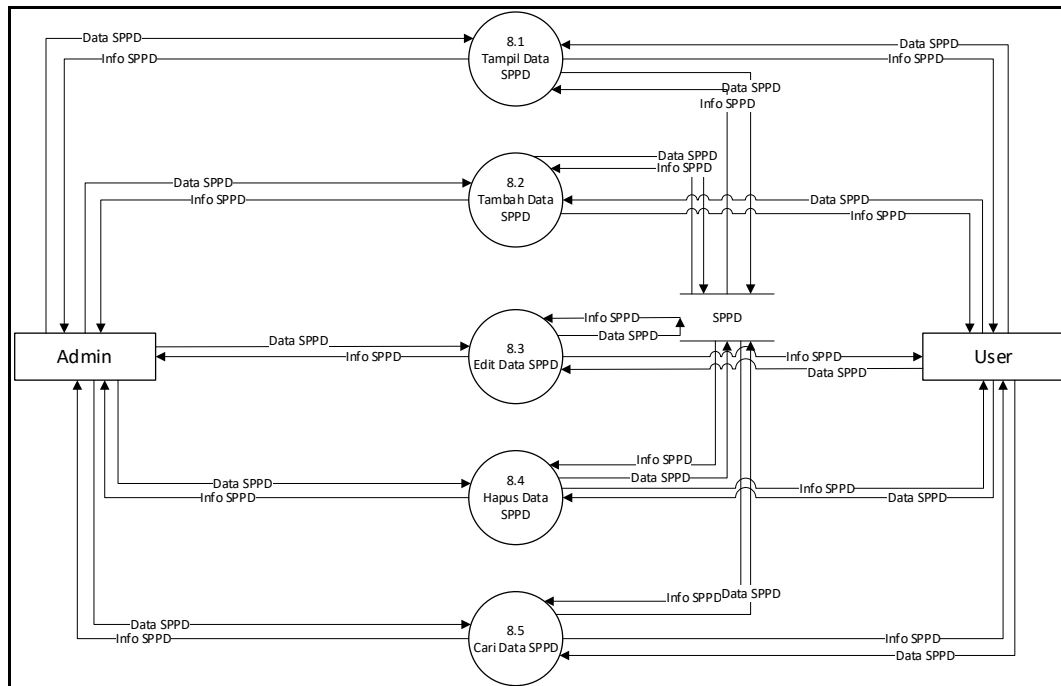 Data SPPD
Info SPPD
8.1
Tampil Data
SPPD
Data SPPD
Info SPPD
Data SPPD
Info SPPD
Data SPPD
Info SPPD
8.2
Tambah Data
SPPD
Data SPPD
Info SPPD
Data SPPD
Info SPPD
Admin
Data SPPD
Info SPPD
8.3
Edit Data SPPD
Info SPPD
Data SPPD
SPPD
Info SPPD
Data SPPD
User
Data SPPD
Info SPPD
8.4
Hapus Data
SPPD
Info SPPD
Data SPPD
Info SPPD
Data SPPD
Data SPPD
Info SPPD
8.5
Cari Data SPPD
Info SPPD
Data SPPD
Info SPPD
Data SPPD